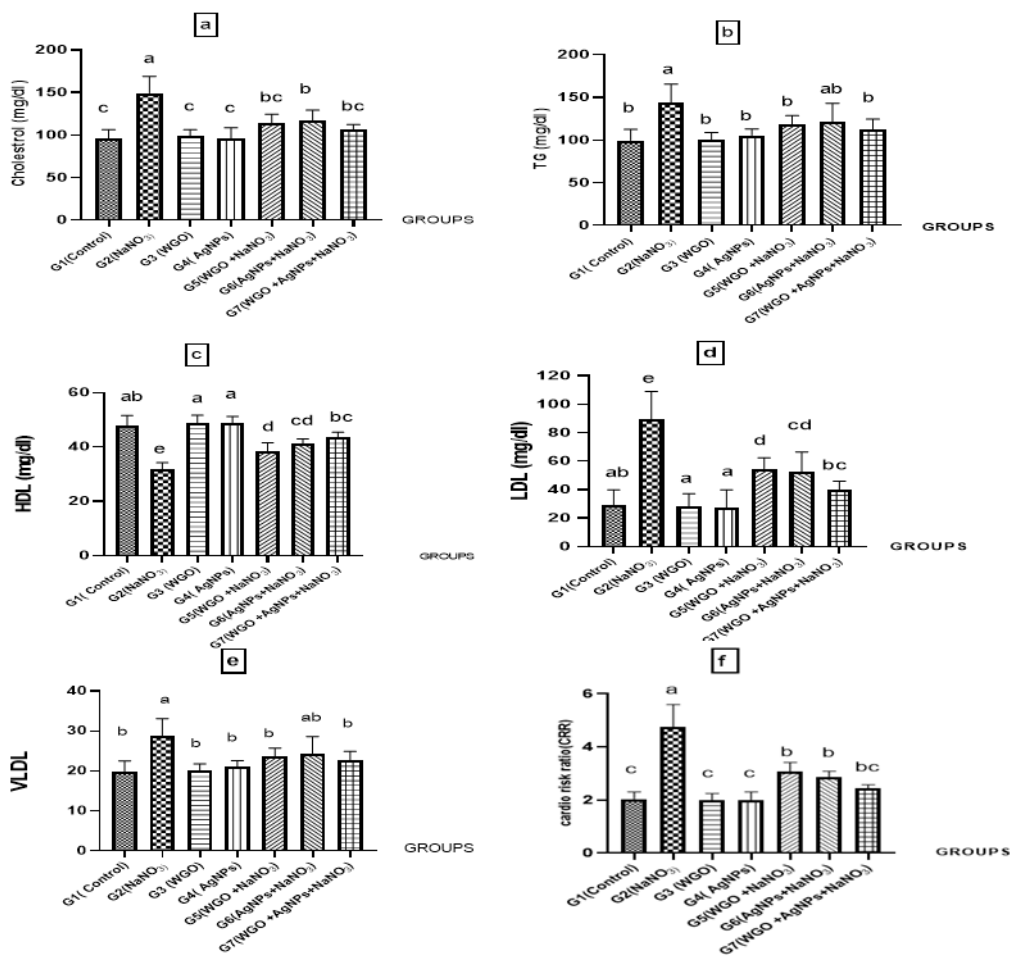 a
Cholestrol (mg/dl)
200
150
100
50
0
c
a
c
c
bc
b
bc
G1(Control)
G2(NaNO3)
G3 (WGO)
G4( AgNPs)
G5(WGO +NaNO3)
G6(AgNPs+NaNO3)
G7(WGO +AgNPs+NaNO3)
GROUPS
b
TG (mg/dl)
200
150
100
50
0
b
a
b
b
b
ab
b
G1( Control)
G2(NaNO3)
G3 (WGO)
G4( AgNPs)
G5(WGO +NaNO3)
G6(AgNPs+NaNO3)
G7(WGO +AgNPs+NaNO3)
GROUPS
c
HDL (mg/dl)
60
40
20
0
ab
e
a
a
d
cd
bc
G1( Control)
G2(NaNO3)
G3 (WGO)
G4( AgNPs)
G5(WGO +NaNO3)
G6(AgNPs+NaNO3)
G7(WGO +AgNPs+NaNO3)
GROUPS
d
LDL (mg/dl)
120
100
80
60
40
20
0
ab
e
a
a
d
cd
bc
G1( Control)
G2(NaNO3)
G3 (WGO)
G4( AgNPs)
G5(WGO +NaNO3)
G6(AgNPs+NaNO3)
G7(WGO +AgNPs+NaNO3)
GROUPS
e
VLDL
40
30
20
10
0
b
a
b
b
b
ab
b
G1( Control)
G2(NaNO3)
G3 (WGO)
G4( AgNPs)
G5(WGO +NaNO3)
G6(AgNPs+NaNO3)
G7(WGO +AgNPs+NaNO3)
GROUPS
f
cardio risk ratio(CRR)
6
4
2
0
c
a
c
c
b
b
bc
G1(Control)
G2(NaNO3)
G3 (WGO)
G4( AgNPs)
G5(WGO +NaNO3)
G6(AgNPs+NaNO3)
G7(WGO +AgNPs+NaNO3)
GROUPS